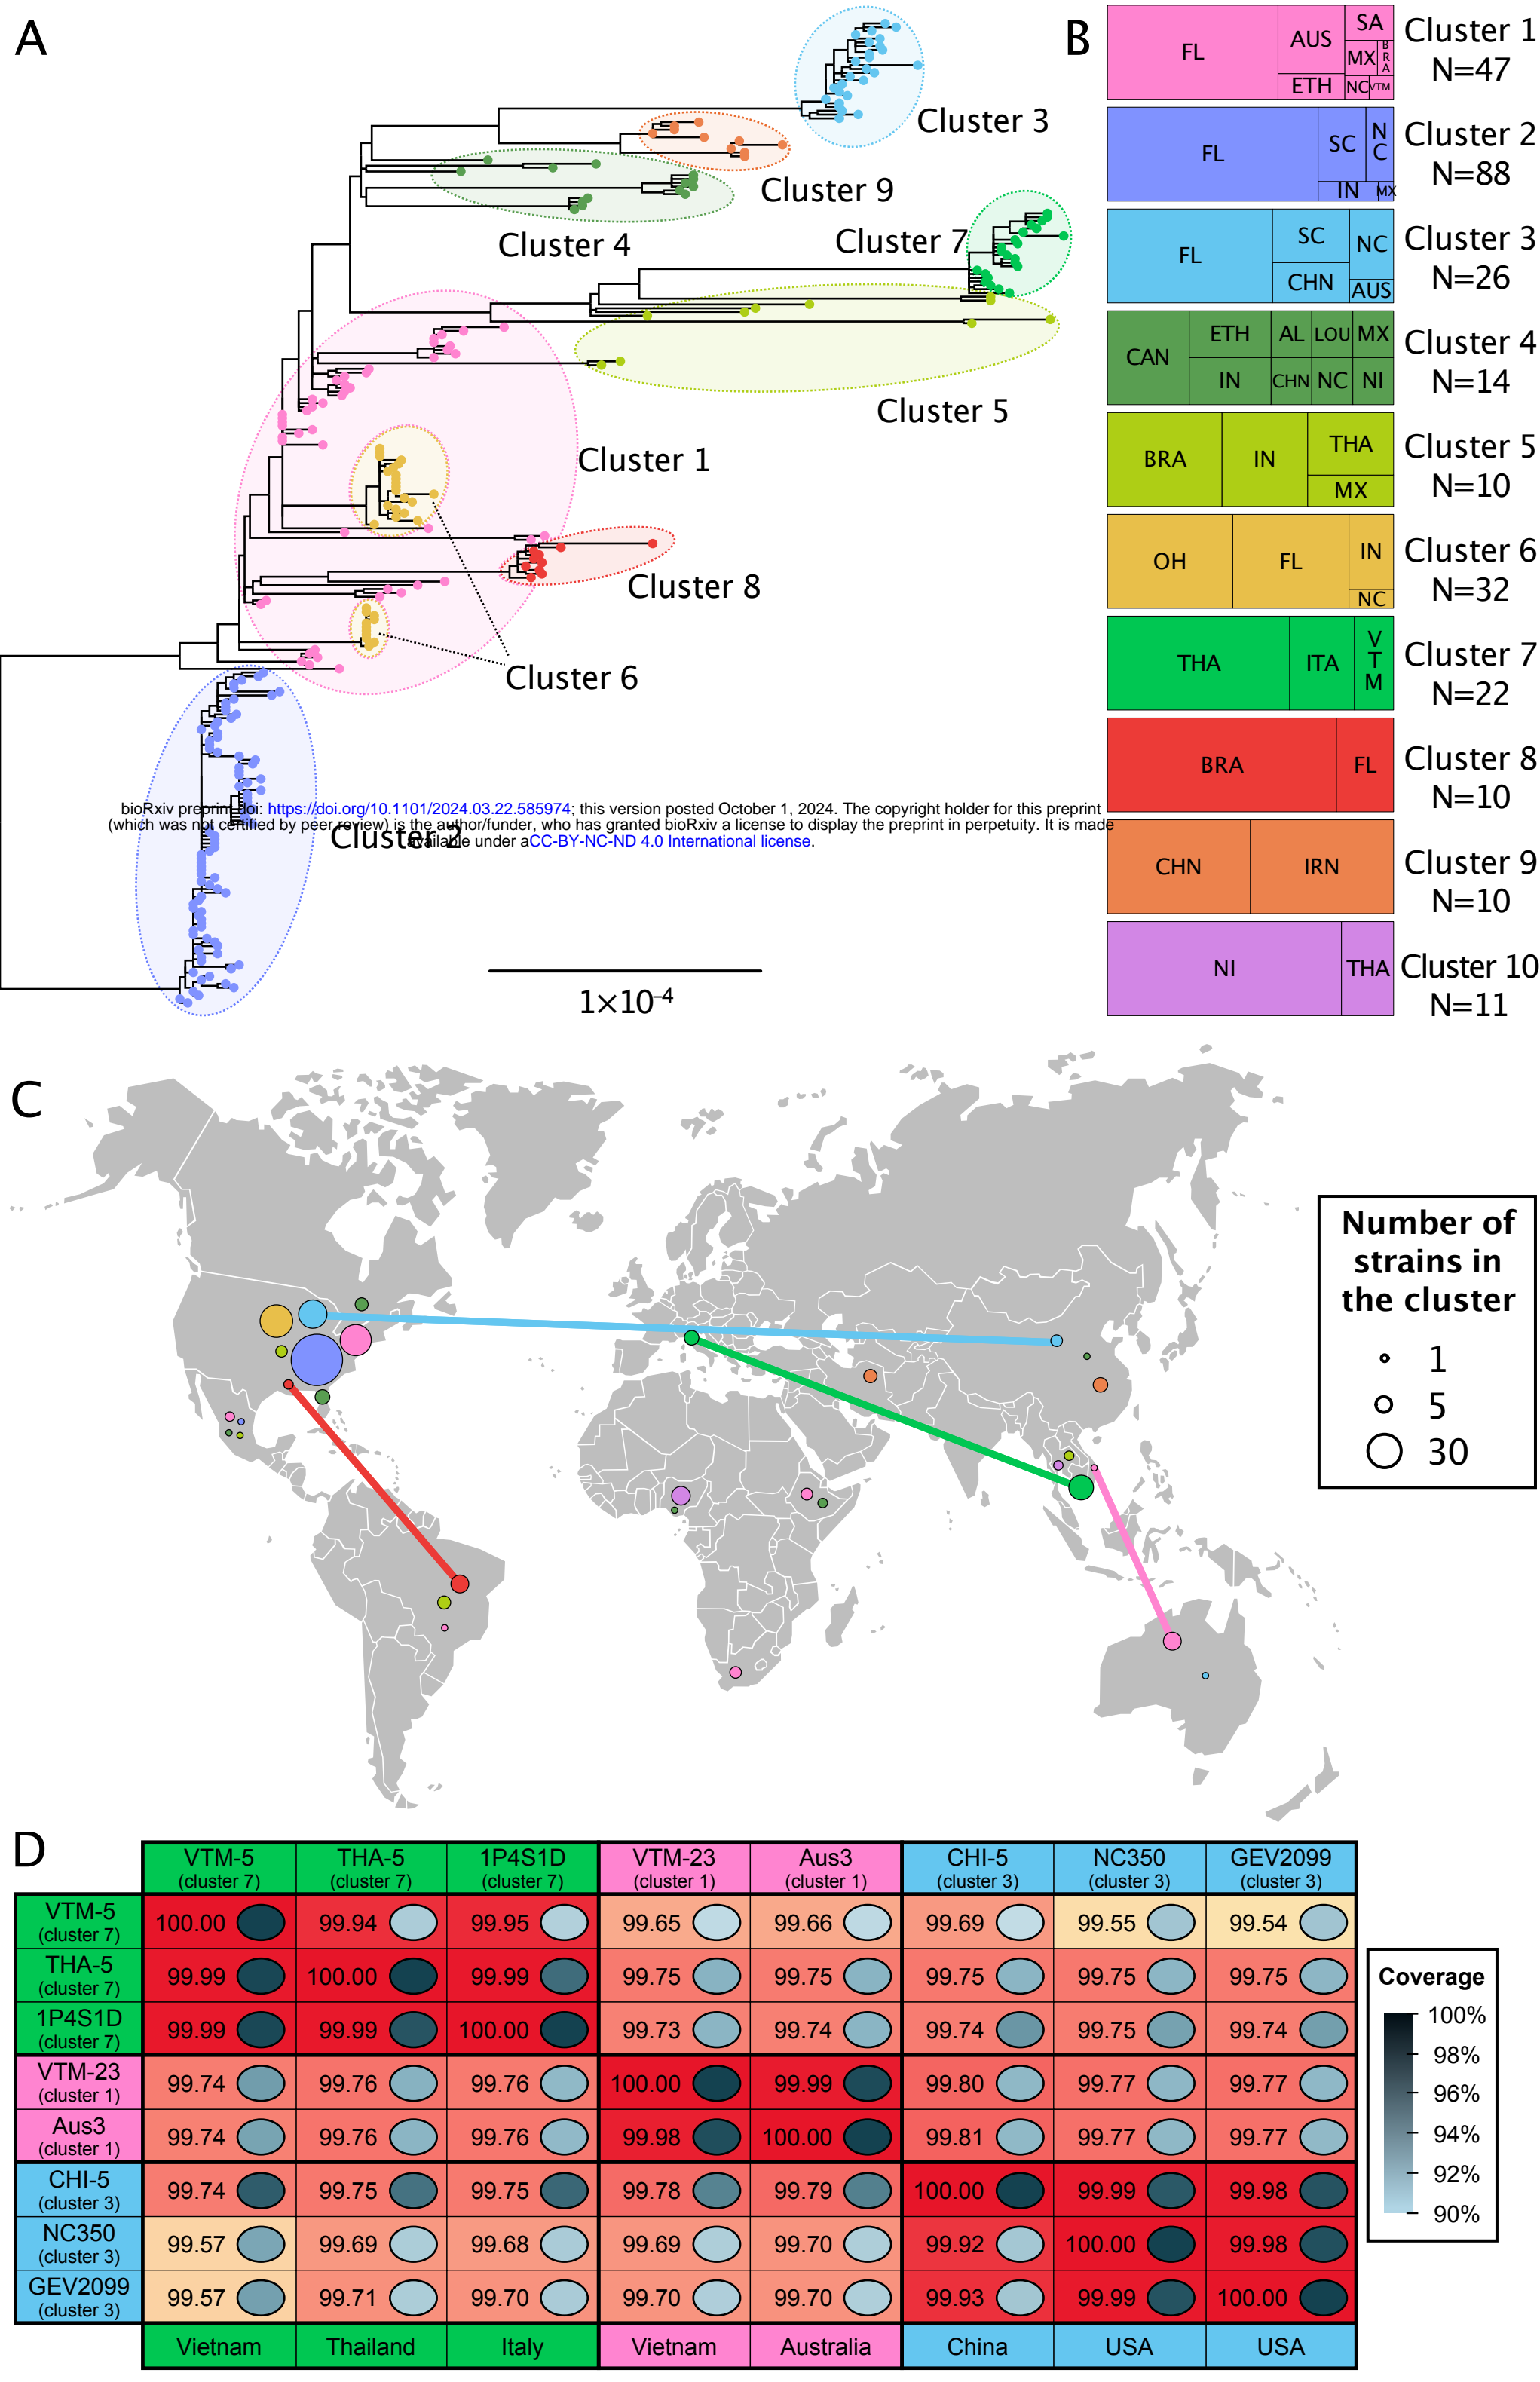 A
Cluster 3
Cluster 9
Cluster 4
Cluster 7
Cluster 5
Cluster 1
Cluster 8
Cluster 6
Cluster 2
bioRxiv preprint doi: https://doi.org/10.1101/2024.03.22.585974; this version posted October 1, 2024. The copyright holder for this preprint
(which was not certified by peer review) is the author/funder, who has granted bioRxiv a license to display the preprint in perpetuity. It is made
available under aCC-BY-NC-ND 4.0 International license.
1×10⁻⁴
B
FL AUS ETH SA MX BRA NC VTM
Cluster 1
N=47
FL SC NC IN MX
Cluster 2
N=88
FL SC CHN NC AUS
Cluster 3
N=26
CAN ETH IN AL CHN LOU NC MX NI
Cluster 4
N=14
BRA IN THA MX
Cluster 5
N=10
OH FL IN NC
Cluster 6
N=32
THA ITA VTM
Cluster 7
N=22
BRA FL
Cluster 8
N=10
CHN IRN
Cluster 9
N=10
NI THA
Cluster 10
N=11
C
Number of
strains in
the cluster
1
5
30
D
VTM-5 THA-5 1P4S1D VTM-23 Aus3 CHI-5 NC350 GEV2099
(cluster 7) (cluster 7) (cluster 7) (cluster 1) (cluster 1) (cluster 3) (cluster 3) (cluster 3)
VTM-5
(cluster 7)
100.00 99.94 99.95 99.65 99.66 99.69 99.55 99.54
THA-5
(cluster 7)
99.99 100.00 99.99 99.75 99.75 99.75 99.75 99.75
1P4S1D
(cluster 7)
99.99 99.99 100.00 99.73 99.74 99.74 99.75 99.74
VTM-23
(cluster 1)
99.74 99.76 99.76 100.00 99.99 99.80 99.77 99.77
Aus3
(cluster 1)
99.74 99.76 99.76 99.98 100.00 99.81 99.77 99.77
CHI-5
(cluster 3)
99.74 99.75 99.75 99.78 99.79 100.00 99.99 99.98
NC350
(cluster 3)
99.57 99.69 99.68 99.69 99.70 99.92 100.00 99.98
GEV2099
(cluster 3)
99.57 99.71 99.70 99.70 99.70 99.93 99.99 100.00
Vietnam Thailand Italy Vietnam Australia China USA USA
Coverage
100%
98%
96%
94%
92%
90%